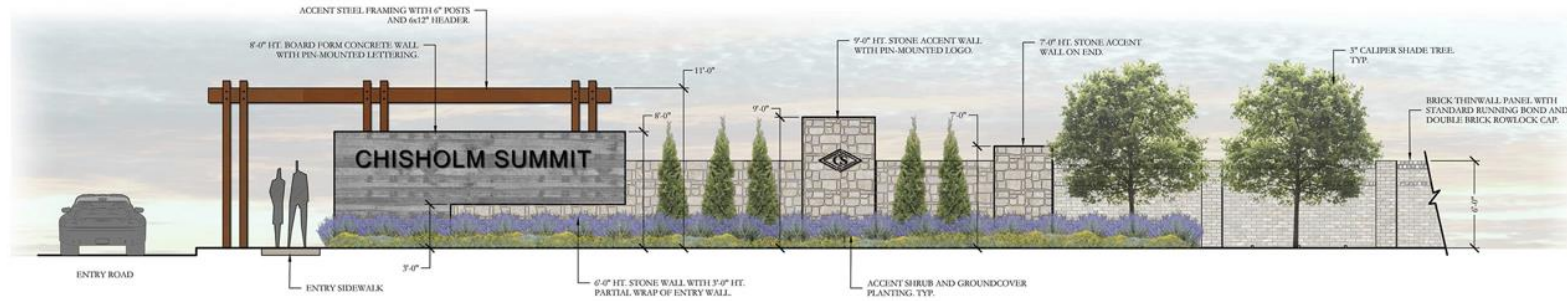 ACCENT STEEL FRAMING WITH 6" POSTS
AND 6x12" HEADER.
8'-0" HT. BOARD FORM CONCRETE WALL
WITH PIN-MOUNTED LETTERING.
9'-0" HT. STONE ACCENT WALL
WITH PIN-MOUNTED LOGO.
7'-0" HT. STONE ACCENT
WALL ON END.
3" CALIPER SHADE TREE.
TYP.
BRICK THINWALL PANEL WITH
STANDARD RUNNING BOND AND
DOUBLE BRICK ROWLOCK CAP.
11'-0"
8'-0"
9'-0"
7'-0"
6'-0"
CHISHOLM SUMMIT
CS
3'-0"
ENTRY ROAD
ENTRY SIDEWALK
6'-0" HT. STONE WALL WITH 3'-0" HT.
PARTIAL WRAP OF ENTRY WALL.
ACCENT SHRUB AND GROUNDCOVER
PLANTING. TYP.